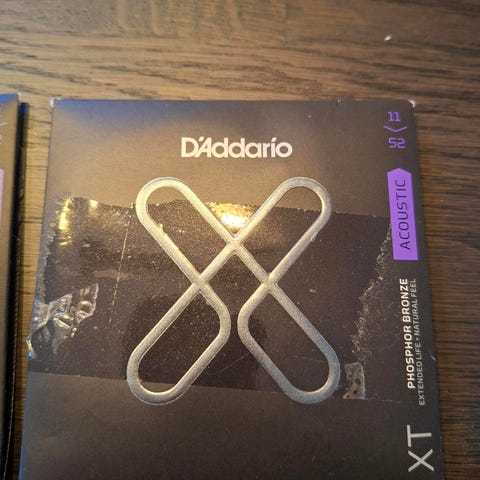 D'Addario
11
52
ACOUSTIC
PHOSPHOR BRONZE
EXTENDED LIFE • NATURAL FEEL
XT